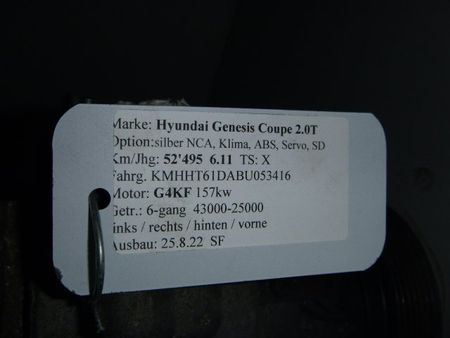 Marke: Hyundai Genesis Coupe 2.0T
Option:silber NCA, Klima, ABS, Servo, SD
Km/Jhg: 52'495 6.11 TS: X
Fahrg. KMHHT61DABU053416
Motor: G4KF 157kw
Getr.: 6-gang 43000-25000
links / rechts / hinten / vorne
Ausbau: 25.8.22 SF